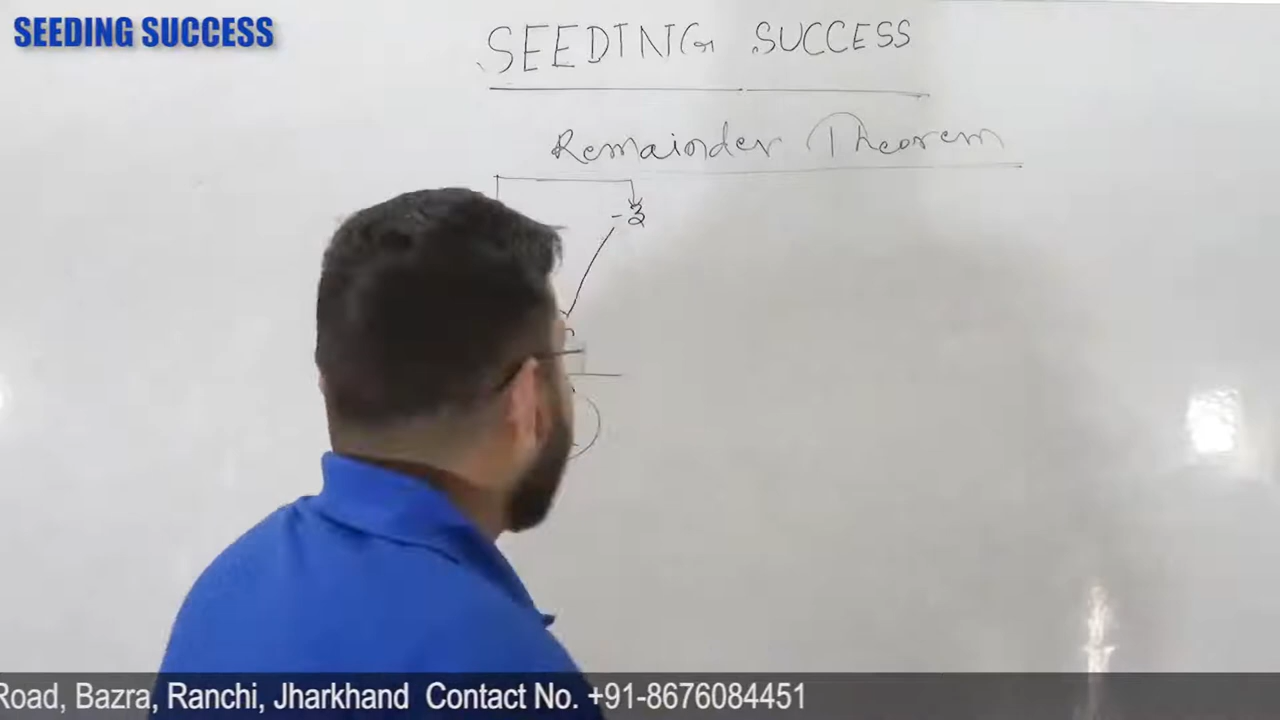 SEEDING SUCCESS
SEEDING SUCCESS
Remainder Theorem
-3
Road, Bazra, Ranchi, Jharkhand Contact No. +91-8676084451